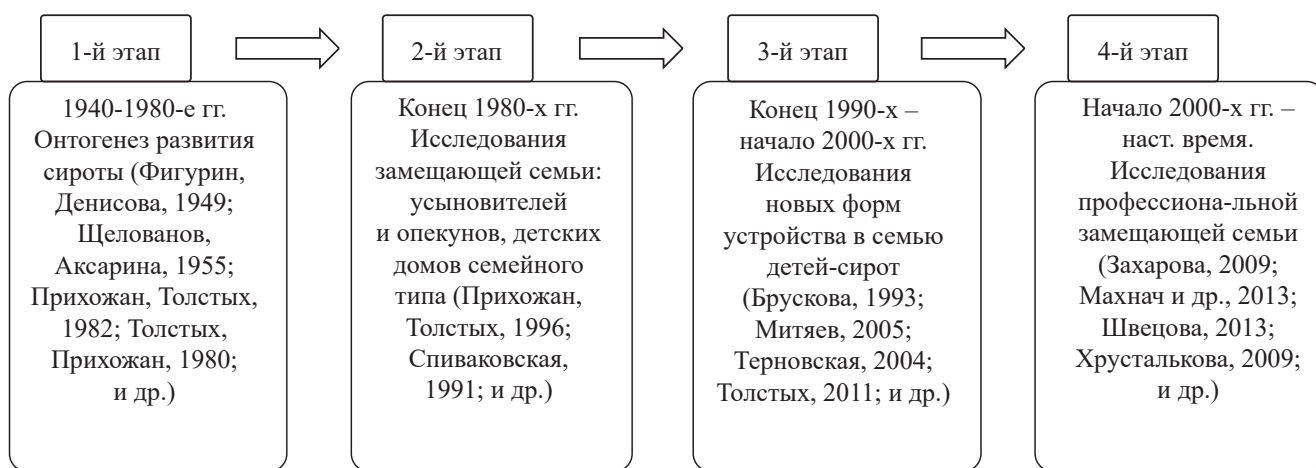 1-й этап
1940-1980-е гг.
Онтогенез развития
сироты (Фигурин,
Денисова, 1949;
Щелованов,
Аксарина, 1955;
Прихожан, Толстых,
1982; Толстых,
Прихожан, 1980;
и др.)
2-й этап
Конец 1980-х гг.
Исследования
замещающей семьи:
усыновителей
и опекунов, детских
домов семейного
типа (Прихожан,
Толстых, 1996;
Спиваковская,
1991; и др.)
3-й этап
Конец 1990-х –
начало 2000-х гг.
Исследования
новых форм
устройства в семью
детей-сирот
(Брускова, 1993;
Митяев, 2005;
Терновская, 2004;
Толстых, 2011; и др.)
4-й этап
Начало 2000-х гг. –
наст. время.
Исследования
профессиона-льной
замещающей семьи
(Захарова, 2009;
Махнач и др., 2013;
Швецова, 2013;
Хрусталькова, 2009;
и др.)